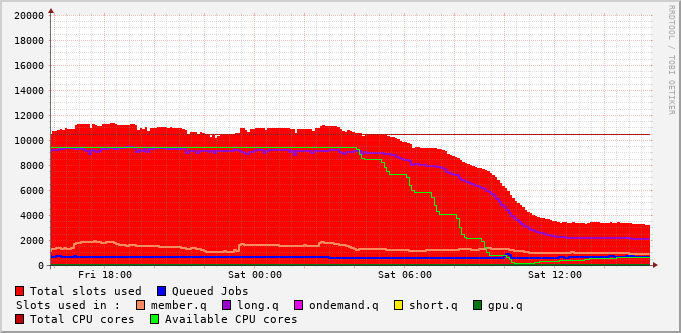 RRDTOOL / TOBI OETIKER
20000
18000
16000
14000
12000
10000
8000
6000
4000
2000
0
Fri 18:00 Sat 00:00 Sat 06:00 Sat 12:00
Total slots used Queued Jobs
Slots used in : member.q long.q ondemand.q short.q gpu.q
Total CPU cores Available CPU cores